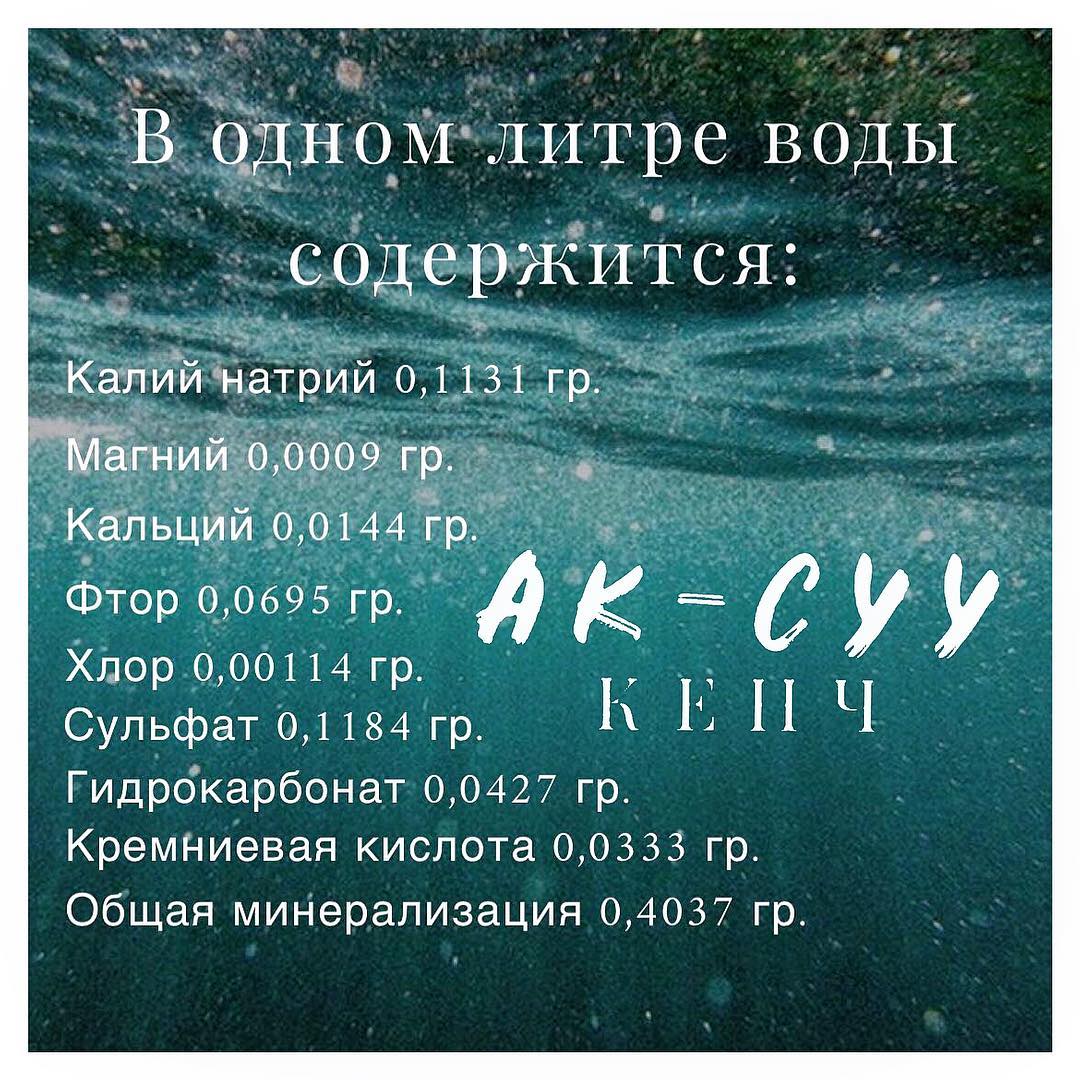 В одном литре воды
содержится:
Калий натрий 0,1131 гр.
Магний 0,0009 гр.
Кальций 0,0144 гр.
Фтор 0,0695 гр.
Хлор 0,00114 гр.
Сульфат 0,1184 гр.
Гидрокарбонат 0,0427 гр.
Кремниевая кислота 0,0333 гр.
Общая минерализация 0,4037 гр.
АК-СУУ
КЕНЧ